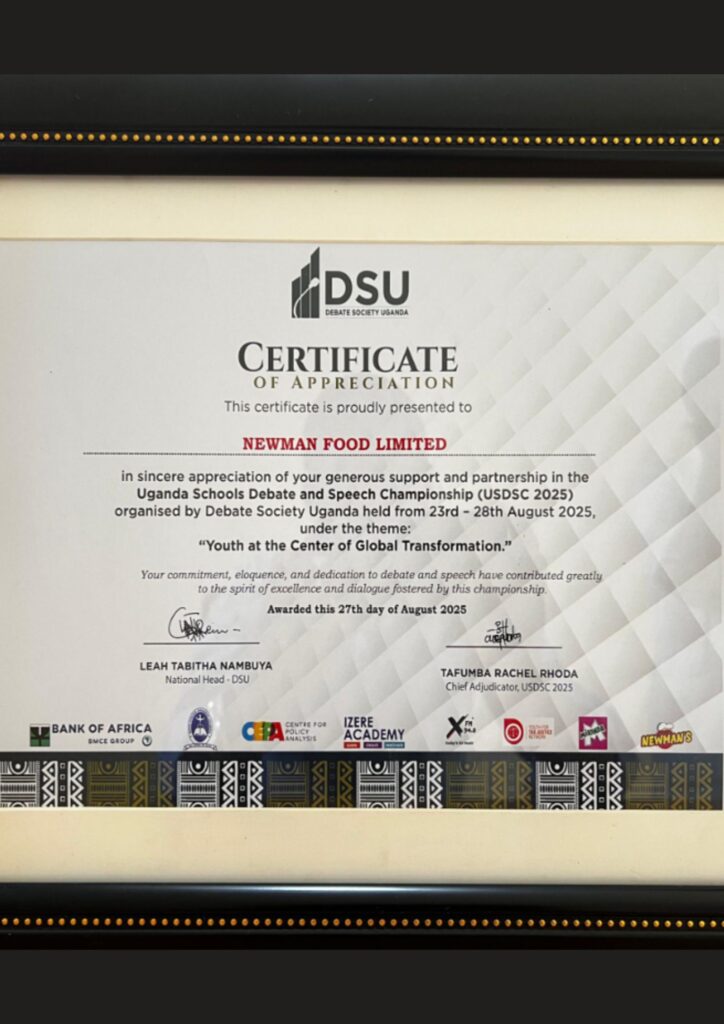 DSU
DEBATE SOCIETY UGANDA
CERTIFICATE
OF APPRECIATION
This certificate is proudly presented to
NEWMAN FOOD LIMITED
in sincere appreciation of your generous support and partnership in the
Uganda Schools Debate and Speech Championship (USDSC 2025)
organised by Debate Society Uganda held from 23rd – 28th August 2025,
under the theme:
“Youth at the Center of Global Transformation.”
Your commitment, eloquence, and dedication to debate and speech have contributed greatly
to the spirit of excellence and dialogue fostered by this championship.
Awarded this 27th day of August 2025
LEAH TABITHA NAMBUYA
National Head - DSU
TAFUMBA RACHEL RHODA
Chief Adjudicator, USDSC 2025
BANK OF AFRICA
BMCE GROUP
CENTRE FOR
POLICY
ANALYSIS
IZERE
ACADEMY
NEWMAN'S